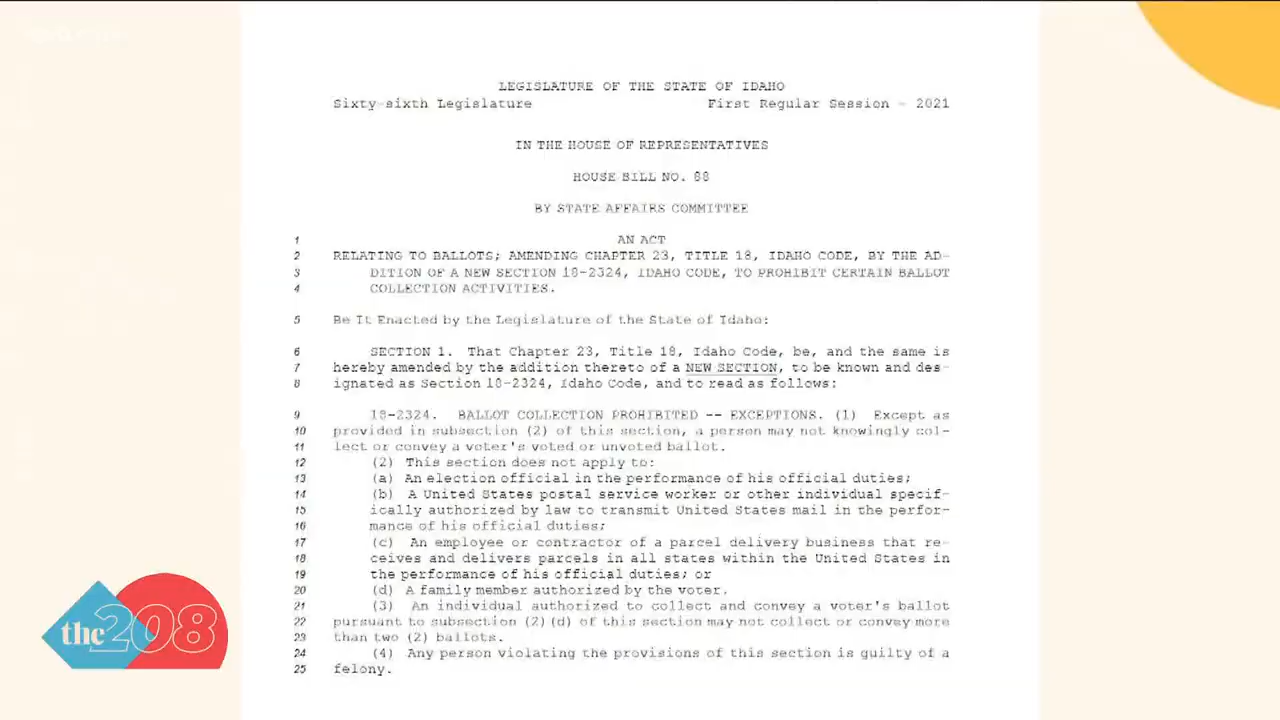 LEGISLATURE OF THE STATE OF IDAHO
Sixty-sixth Legislature First Regular Session - 2021
IN THE HOUSE OF REPRESENTATIVES
HOUSE BILL NO. 88
BY STATE AFFAIRS COMMITTEE
1 AN ACT
2 RELATING TO BALLOTS; AMENDING CHAPTER 23, TITLE 18, IDAHO CODE, BY THE AD-
3 DITION OF A NEW SECTION 18-2324, IDAHO CODE, TO PROHIBIT CERTAIN BALLOT
4 COLLECTION ACTIVITIES.
5 Be It Enacted by the Legislature of the State of Idaho:
6 SECTION 1. That Chapter 23, Title 18, Idaho Code, be, and the same is
7 hereby amended by the addition thereto of a NEW SECTION, to be known and des-
8 ignated as Section 18-2324, Idaho Code, and to read as follows:
9 18-2324. BALLOT COLLECTION PROHIBITED -- EXCEPTIONS. (1) Except as
10 provided in subsection (2) of this section, a person may not knowingly col-
11 lect or convey a voter's voted or unvoted ballot.
12 (2) This section does not apply to:
13 (a) An election official in the performance of his official duties;
14 (b) A United States postal service worker or other individual specif-
15 ically authorized by law to transmit United States mail in the perfor-
16 mance of his official duties;
17 (c) An employee or contractor of a parcel delivery business that re-
18 ceives and delivers parcels in all states within the United States in
19 the performance of his official duties; or
20 (d) A family member authorized by the voter.
21 (3) An individual authorized to collect and convey a voter's ballot
22 pursuant to subsection (2)(d) of this section may not collect or convey more
23 than two (2) ballots.
24 (4) Any person violating the provisions of this section is guilty of a
25 felony.
the 208